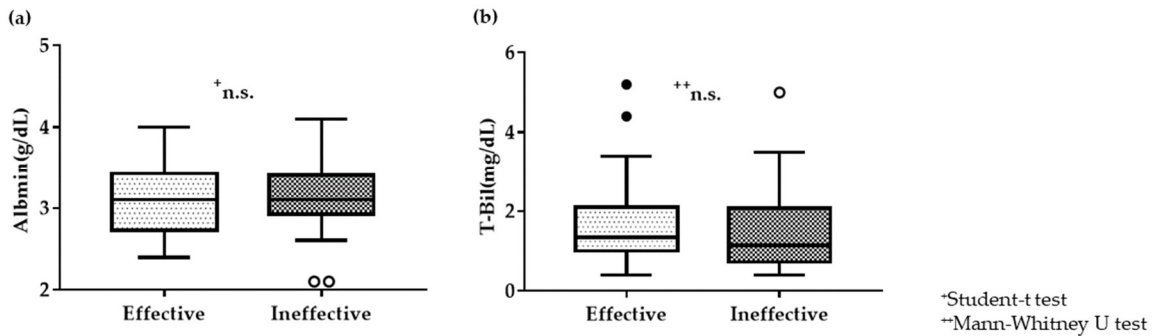 (a)
5
4
3
2
Albmin(g/dL)
+n.s.
Effective
Ineffective
(b)
6
4
2
0
T-Bil(mg/dL)
++n.s.
Effective
Ineffective
+Student-t test
++Mann-Whitney U test